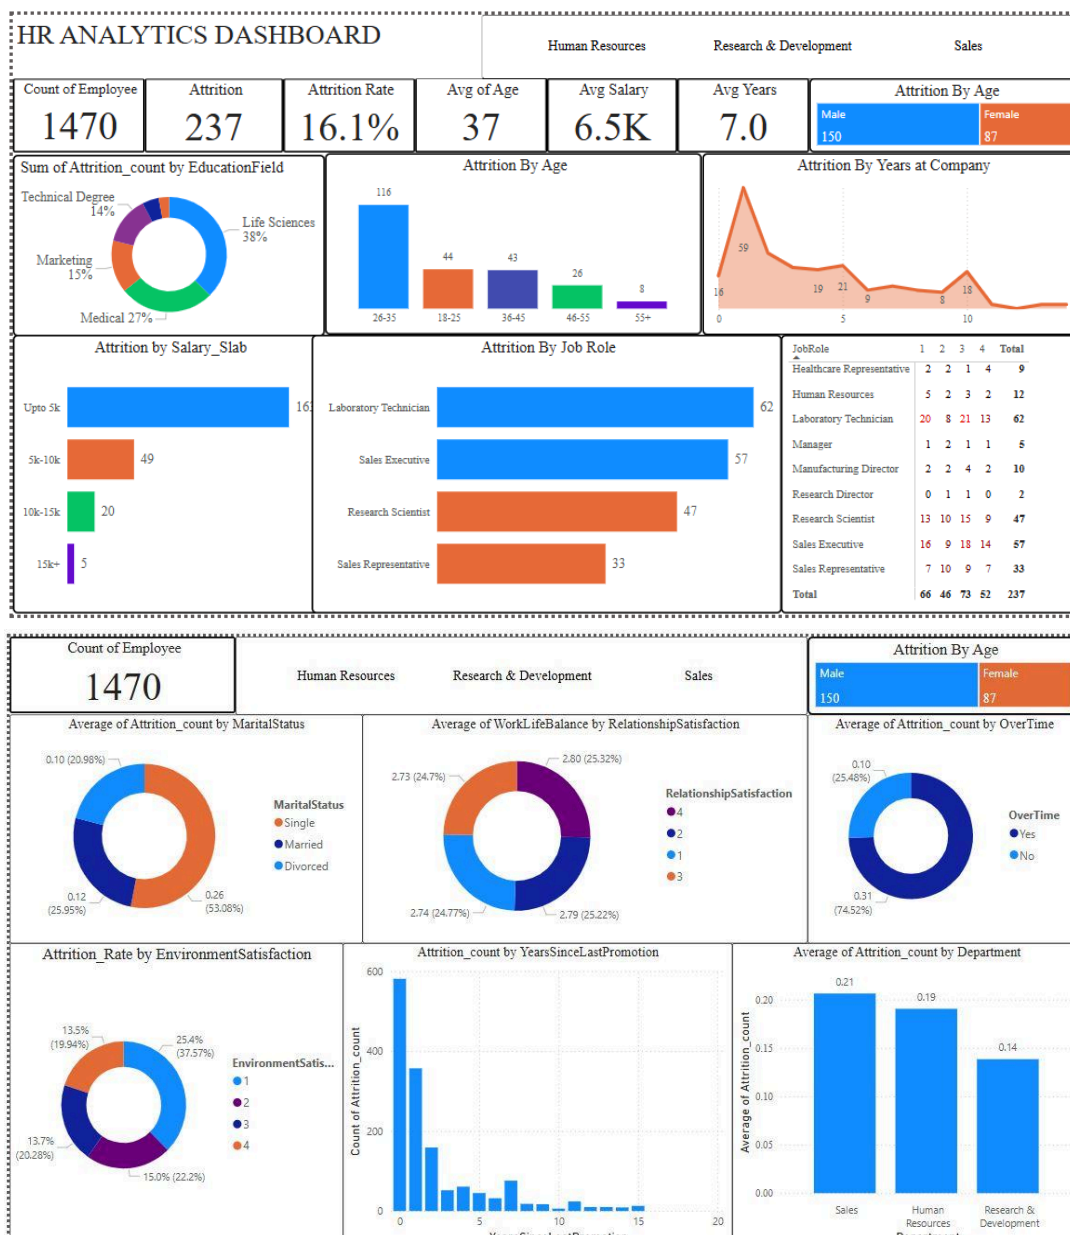 HR ANALYTICS DASHBOARD
Human Resources Research & Development Sales
Count of Employee
1470
Attrition
237
Attrition Rate
16.1%
Avg of Age
37
Avg Salary
6.5K
Avg Years
7.0
Attrition By Age
Male Female
150 87
Sum of Attrition_count by EducationField
Technical Degree
14%
Life Sciences
38%
Marketing
15%
Medical 27%
Attrition By Age
116
44
43
26
8
26-35 18-25 36-45 46-55 55+
Attrition By Years at Company
59
16
19
21
9
8
18
0 5 10
Attrition by Salary_Slab
Upto 5k
5k-10k 49
10k-15k 20
15k+ 5
Attrition By Job Role
Laboratory Technician 62
Sales Executive 57
Research Scientist 47
Sales Representative 33
JobRole 1 2 3 4 Total
Healthcare Representative 2 2 1 4 9
Human Resources 5 2 3 2 12
Laboratory Technician 20 8 21 13 62
Manager 1 2 1 1 5
Manufacturing Director 2 2 4 2 10
Research Director 0 1 1 0 2
Research Scientist 13 10 15 9 47
Sales Executive 16 9 18 14 57
Sales Representative 7 10 9 7 33
Total 66 46 73 52 237
Count of Employee
1470
Human Resources Research & Development Sales
Attrition By Age
Male Female
150 87
Average of Attrition_count by MaritalStatus
0.10 (20.98%)
0.12
(25.95%)
0.26
(53.08%)
MaritalStatus
Single
Married
Divorced
Average of WorkLifeBalance by RelationshipSatisfaction
2.73 (24.7%)
2.80 (25.32%)
2.74 (24.77%)
2.79 (25.22%)
RelationshipSatisfaction
4
2
1
3
Average of Attrition_count by OverTime
0.10
(25.48%)
0.31
(74.52%)
OverTime
Yes
No
Attrition_Rate by EnvironmentSatisfaction
13.5%
(19.94%)
25.4%
(37.57%)
13.7%
(20.28%)
15.0% (22.2%)
EnvironmentSatis...
1
2
3
4
Attrition_count by YearsSinceLastPromotion
Count of Attrition_count
600
400
200
0
0 5 10 15 20
YearsSinceLastPromotion
Average of Attrition_count by Department
Average of Attrition_count
0.20
0.15
0.10
0.05
0.00
0.21
0.19
0.14
Sales
Human
Resources
Research &
Development
Department